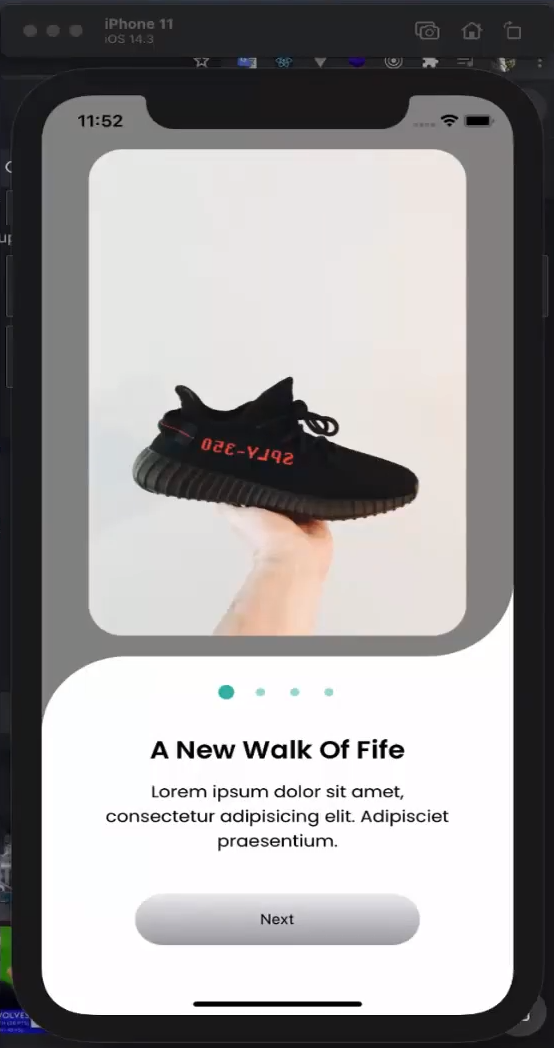 iPhone 11
iOS 14.3
11:52
SPLY-350
A New Walk Of Fife
Lorem ipsum dolor sit amet,
consectetur adipisicing elit. Adipisciet
praesentium.
Next